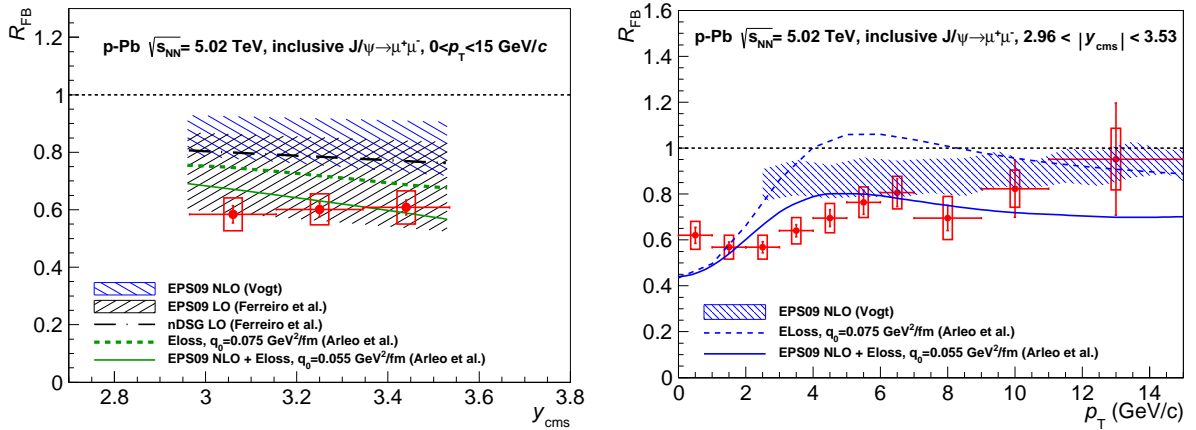 R_FB
p-Pb √s_NN= 5.02 TeV, inclusive J/ψ→μ⁺μ⁻, 0<p_T<15 GeV/c
1.2
1
0.8
0.6
0.4
0.2
0
EPS09 NLO (Vogt)
EPS09 LO (Ferreiro et al.)
nDSG LO (Ferreiro et al.)
Eloss, q₀=0.075 GeV²/fm (Arleo et al.)
EPS09 NLO + Eloss, q₀=0.055 GeV²/fm (Arleo et al.)
2.8 3 3.2 3.4 3.6 3.8
y_cms
R_FB
1.6
p-Pb √s_NN= 5.02 TeV, inclusive J/ψ→μ⁺μ⁻, 2.96 < |y_cms| < 3.53
1.4
1.2
1
0.8
0.6
0.4
0.2
0
EPS09 NLO (Vogt)
ELoss, q₀=0.075 GeV²/fm (Arleo et al.)
EPS09 NLO + Eloss, q₀=0.055 GeV²/fm (Arleo et al.)
0 2 4 6 8 10 12 14
p_T (GeV/c)